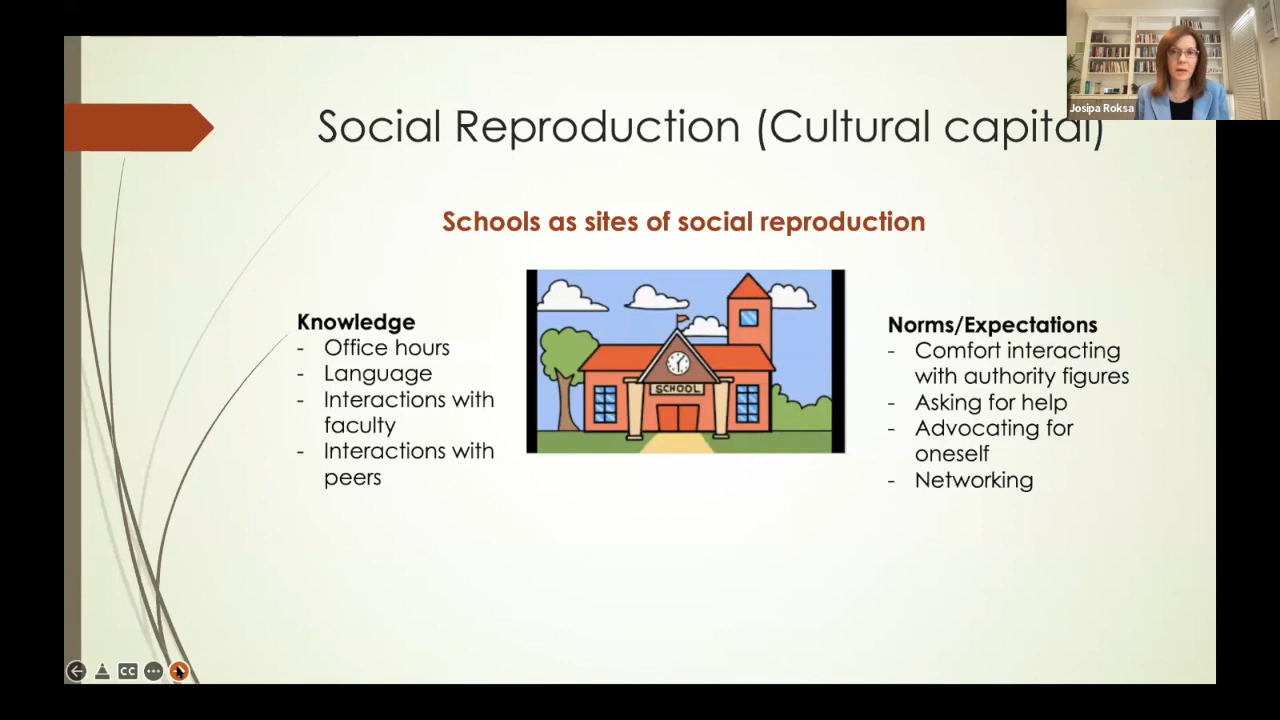 Josipa Roksa
Social Reproduction (Cultural capital)
Schools as sites of social reproduction
Knowledge
- Office hours
- Language
- Interactions with
faculty
- Interactions with
peers
SCHOOL
Norms/Expectations
- Comfort interacting
with authority figures
- Asking for help
- Advocating for
oneself
- Networking
CC